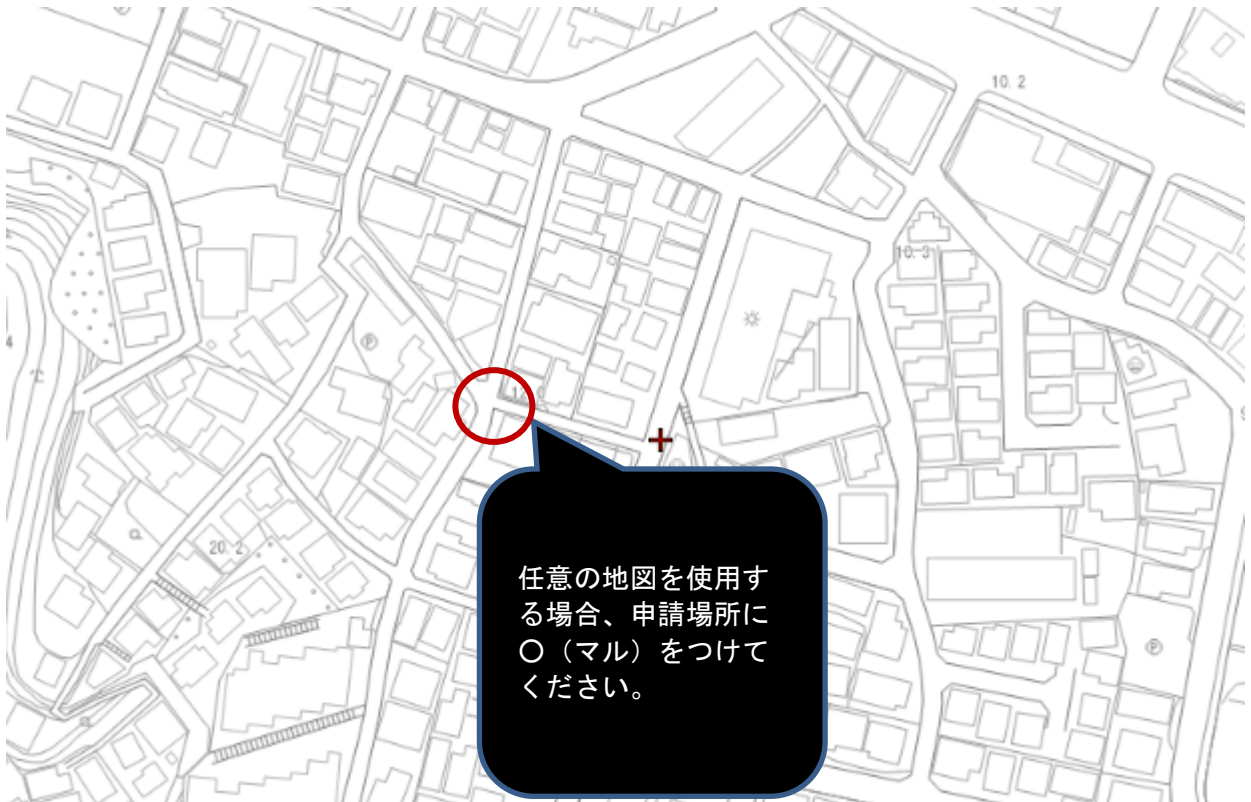 10. 2
10. 3
20. 2
任意の地図を使用す
る場合、申請場所に
〇（マル）をつけて
ください。